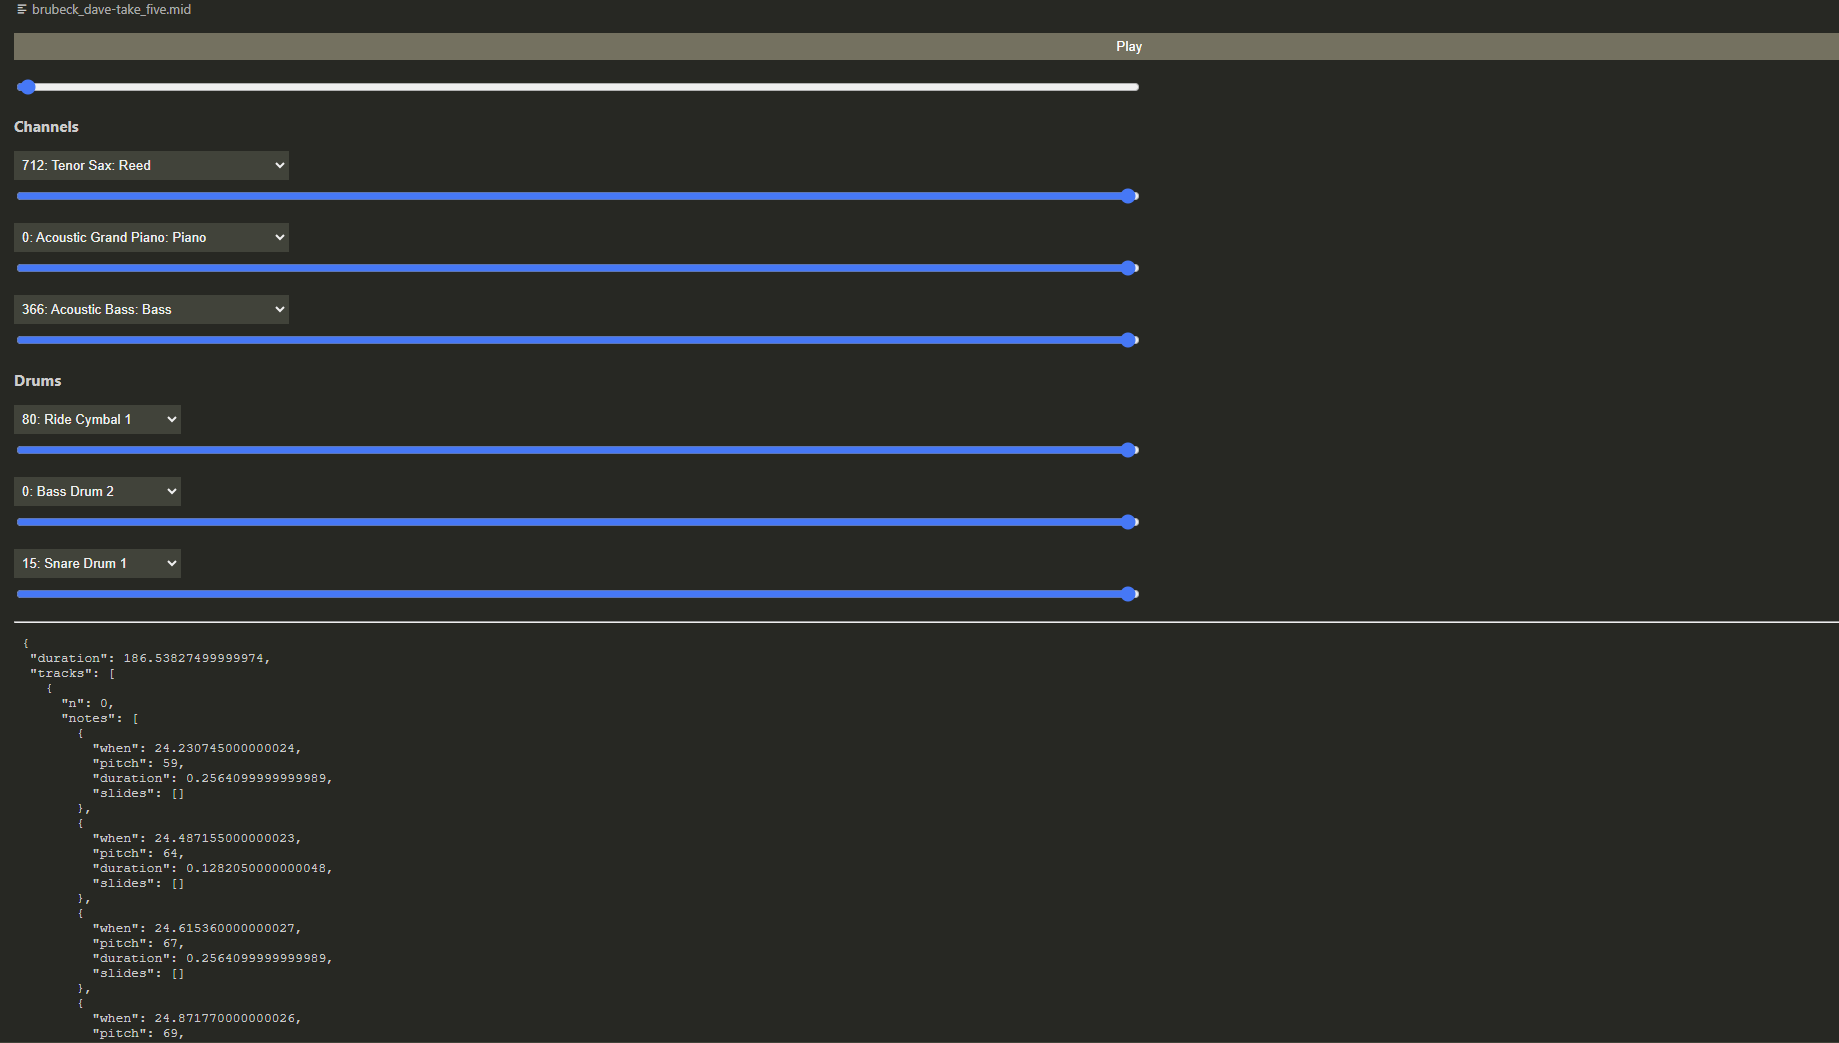 brubeck_dave-take_five.mid
Play
Channels
712: Tenor Sax: Reed
0: Acoustic Grand Piano: Piano
366: Acoustic Bass: Bass
Drums
80: Ride Cymbal 1
0: Bass Drum 2
15: Snare Drum 1
{
"duration": 186.53827499999974,
"tracks": [
{
"n": 0,
"notes": [
{
"when": 24.230745000000024,
"pitch": 59,
"duration": 0.2564099999999989,
"slides": []
},
{
"when": 24.487155000000023,
"pitch": 64,
"duration": 0.1282050000000048,
"slides": []
},
{
"when": 24.615360000000027,
"pitch": 67,
"duration": 0.2564099999999989,
"slides": []
},
{
"when": 24.871770000000026,
"pitch": 69,